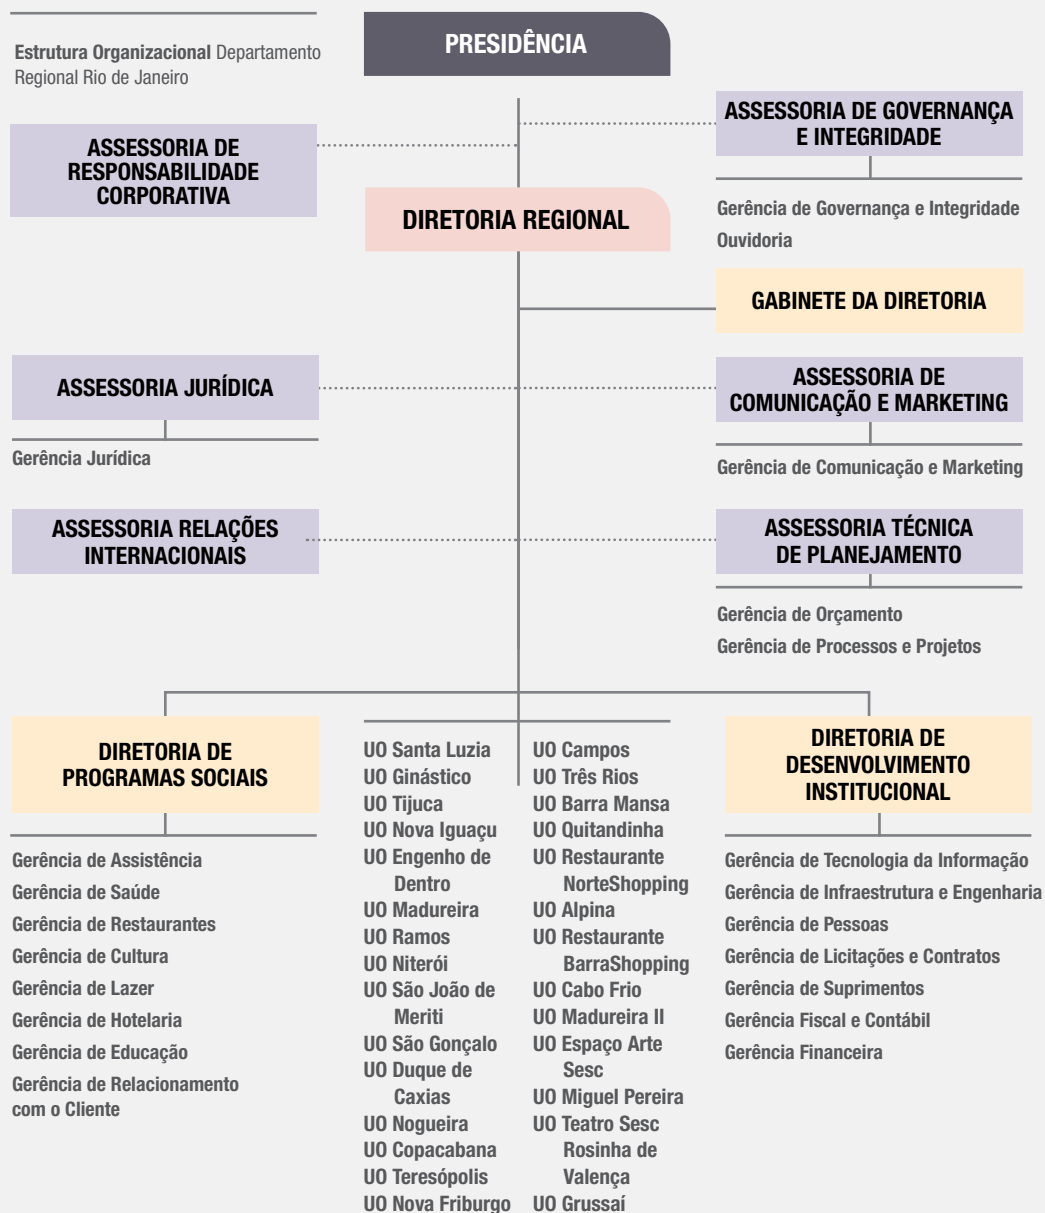 Estrutura Organizacional Departamento
Regional Rio de Janeiro
PRESIDÊNCIA
ASSESSORIA DE GOVERNANÇA
E INTEGRIDADE
Gerência de Governança e Integridade
Ouvidoria
ASSESSORIA DE
RESPONSABILIDADE
CORPORATIVA
DIRETORIA REGIONAL
GABINETE DA DIRETORIA
ASSESSORIA JURÍDICA
Gerência Jurídica
ASSESSORIA DE
COMUNICAÇÃO E MARKETING
Gerência de Comunicação e Marketing
ASSESSORIA RELAÇÕES
INTERNACIONAIS
ASSESSORIA TÉCNICA
DE PLANEJAMENTO
Gerência de Orçamento
Gerência de Processos e Projetos
DIRETORIA DE
PROGRAMAS SOCIAIS
Gerência de Assistência
Gerência de Saúde
Gerência de Restaurantes
Gerência de Cultura
Gerência de Lazer
Gerência de Hotelaria
Gerência de Educação
Gerência de Relacionamento
com o Cliente
UO Santa Luzia
UO Ginástico
UO Tijuca
UO Nova Iguaçu
UO Engenho de
Dentro
UO Madureira
UO Ramos
UO Niterói
UO São João de
Meriti
UO São Gonçalo
UO Duque de
Caxias
UO Nogueira
UO Copacabana
UO Teresópolis
UO Nova Friburgo
UO Campos
UO Três Rios
UO Barra Mansa
UO Quitandinha
UO Restaurante
NorteShopping
UO Alpina
UO Restaurante
BarraShopping
UO Cabo Frio
UO Madureira II
UO Espaço Arte
Sesc
UO Miguel Pereira
UO Teatro Sesc
Rosinha de
Valença
UO Grussaí
DIRETORIA DE
DESENVOLVIMENTO
INSTITUCIONAL
Gerência de Tecnologia da Informação
Gerência de Infraestrutura e Engenharia
Gerência de Pessoas
Gerência de Licitações e Contratos
Gerência de Suprimentos
Gerência Fiscal e Contábil
Gerência Financeira